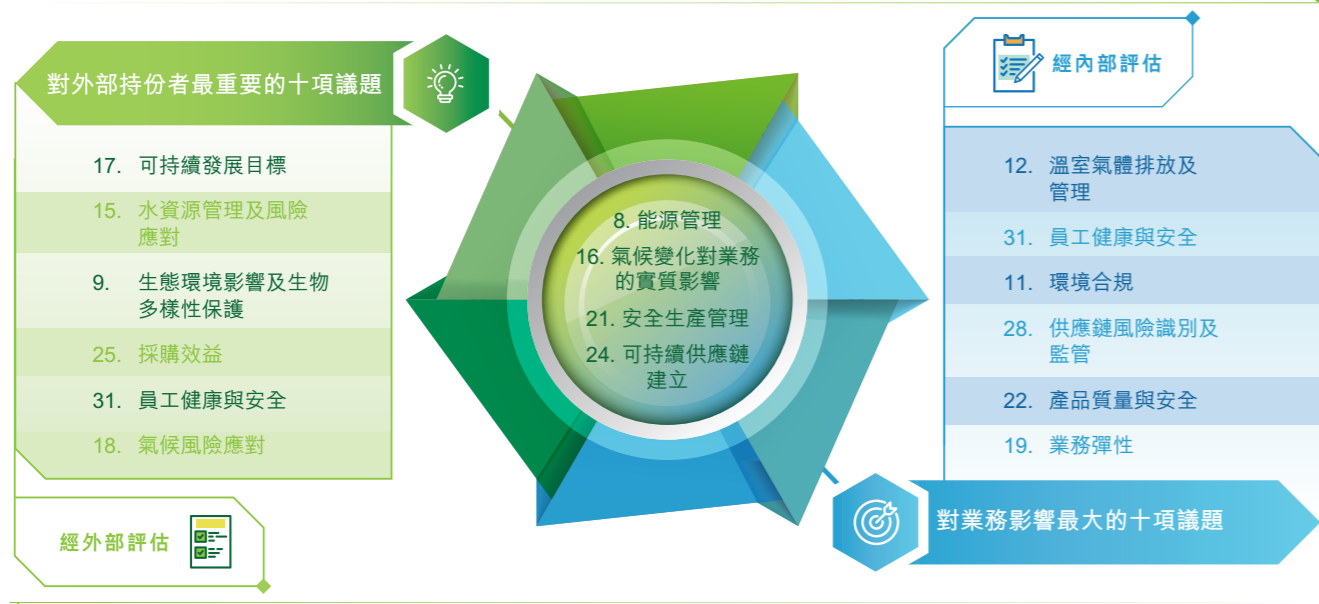 對外部持份者最重要的十項議題
17. 可持續發展目標
15. 水資源管理及風險
應對
9. 生態環境影響及生物
多樣性保護
25. 採購效益
31. 員工健康與安全
18. 氣候風險應對
經外部評估
8. 能源管理
16. 氣候變化對業務
的實質影響
21. 安全生產管理
24. 可持續供應鏈
建立
經內部評估
12. 溫室氣體排放及
管理
31. 員工健康與安全
11. 環境合規
28. 供應鏈風險識別及
監管
22. 產品質量與安全
19. 業務彈性
對業務影響最大的十項議題